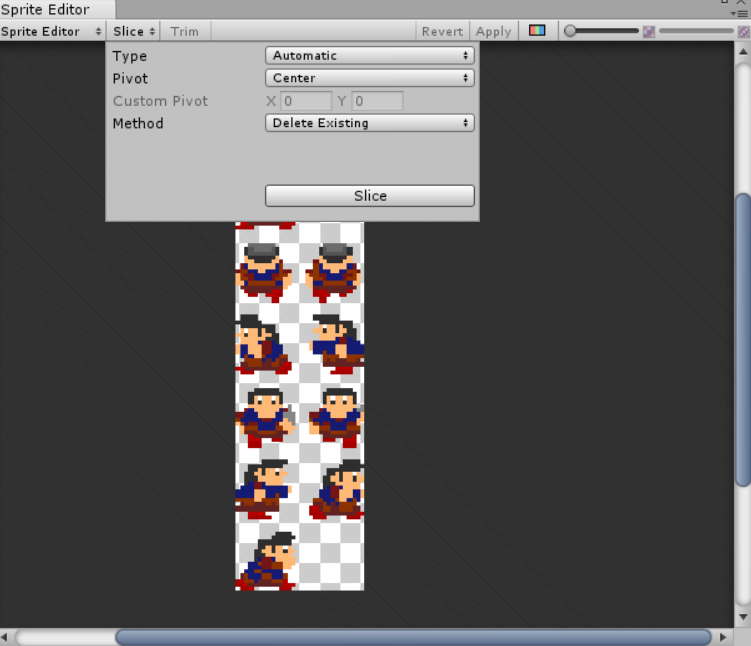 Sprite Editor
Sprite Editor Slice Trim Revert Apply
Type Automatic
Pivot Center
Custom Pivot X 0 Y 0
Method Delete Existing
Slice